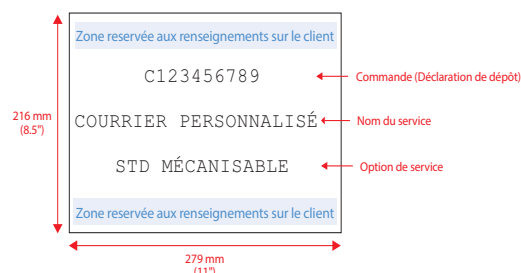 Zone reservée aux renseignements sur le client
C123456789
Commande (Déclaration de dépôt)
216 mm
(8.5")
COURRIER PERSONNALISÉ
Nom du service
STD MÉCANISABLE
Option de service
Zone reservée aux renseignements sur le client
279 mm
(11")